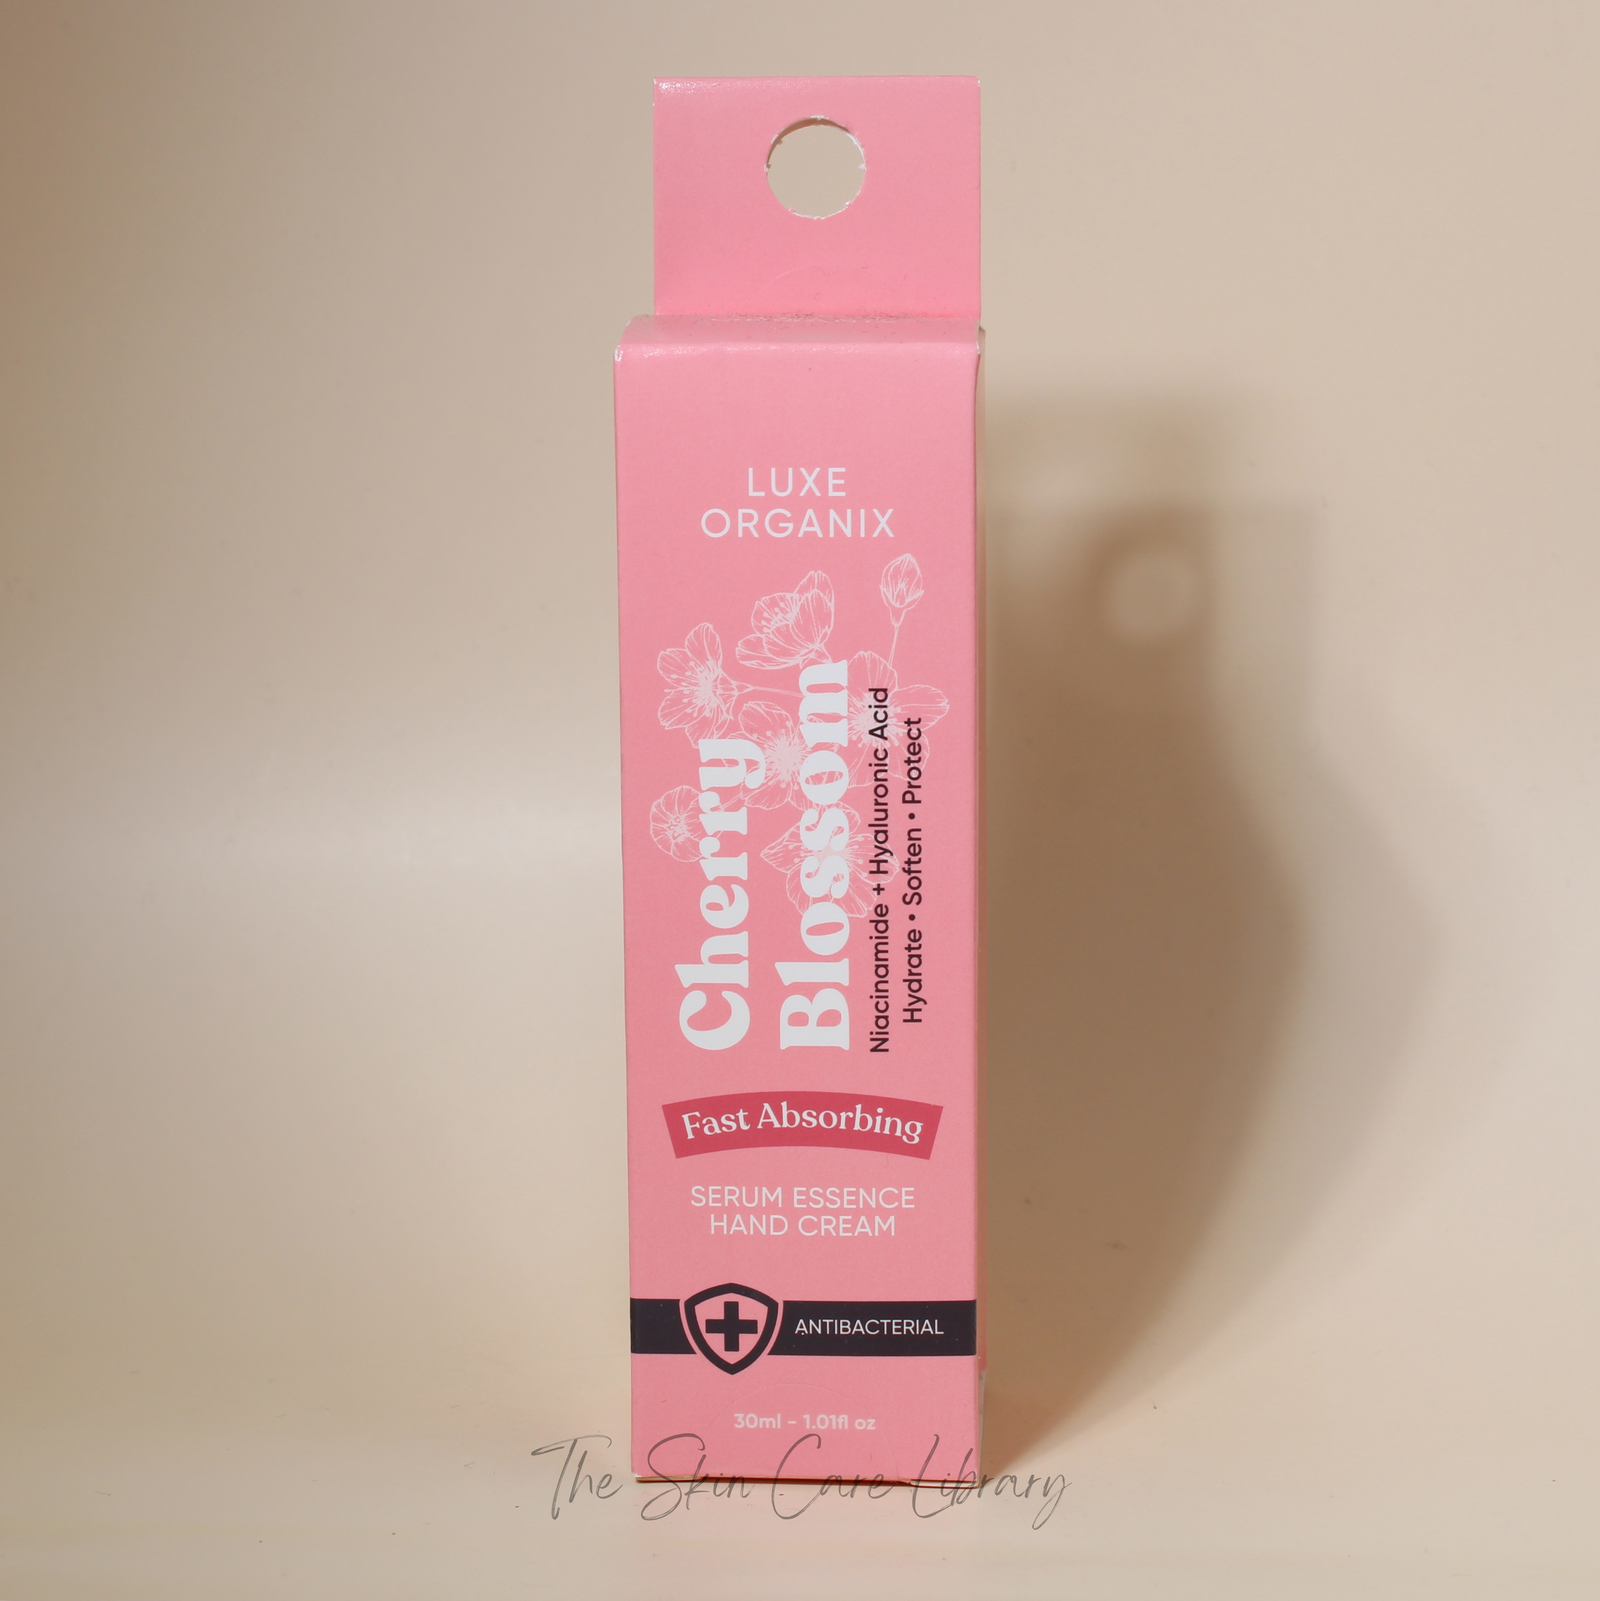 LUXE
ORGANIX
Cherry
Blossom
Niacinamide + Hyaluronic Acid
Hydrate • Soften • Protect
Fast Absorbing
SERUM ESSENCE
HAND CREAM
ANTIBACTERIAL
30ml - 1.01fl oz
The Skin Care Library